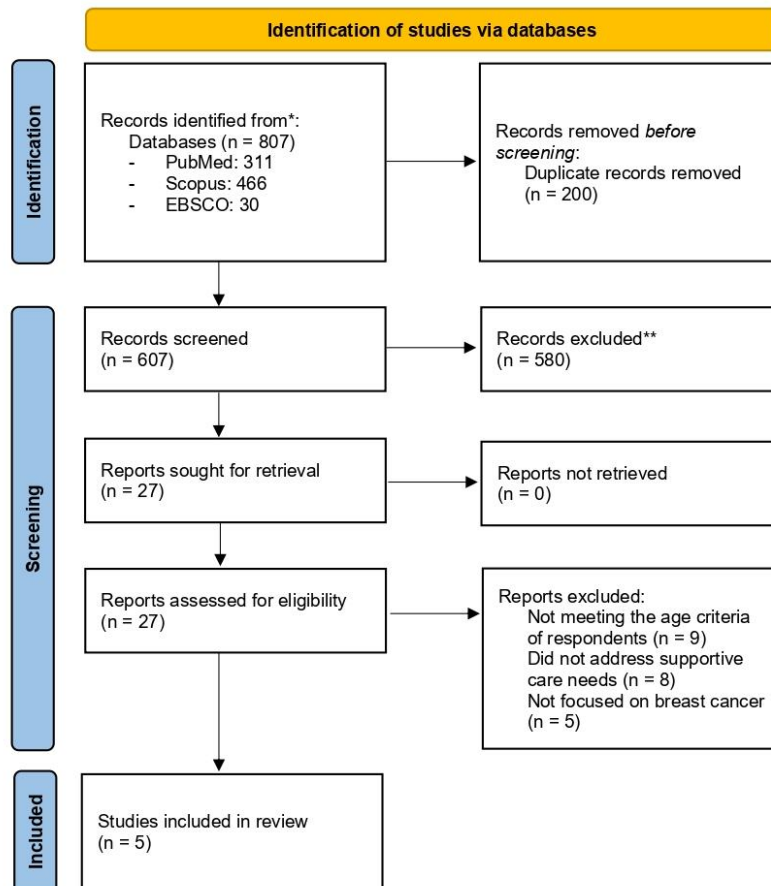 Identification of studies via databases
Identification
Records identified from*:
Databases (n = 807)
- PubMed: 311
- Scopus: 466
- EBSCO: 30
Records removed before
screening:
Duplicate records removed
(n = 200)
Screening
Records screened
(n = 607)
Records excluded**
(n = 580)
Reports sought for retrieval
(n = 27)
Reports not retrieved
(n = 0)
Reports assessed for eligibility
(n = 27)
Reports excluded:
Not meeting the age criteria
of respondents (n = 9)
Did not address supportive
care needs (n = 8)
Not focused on breast cancer
(n = 5)
Included
Studies included in review
(n = 5)